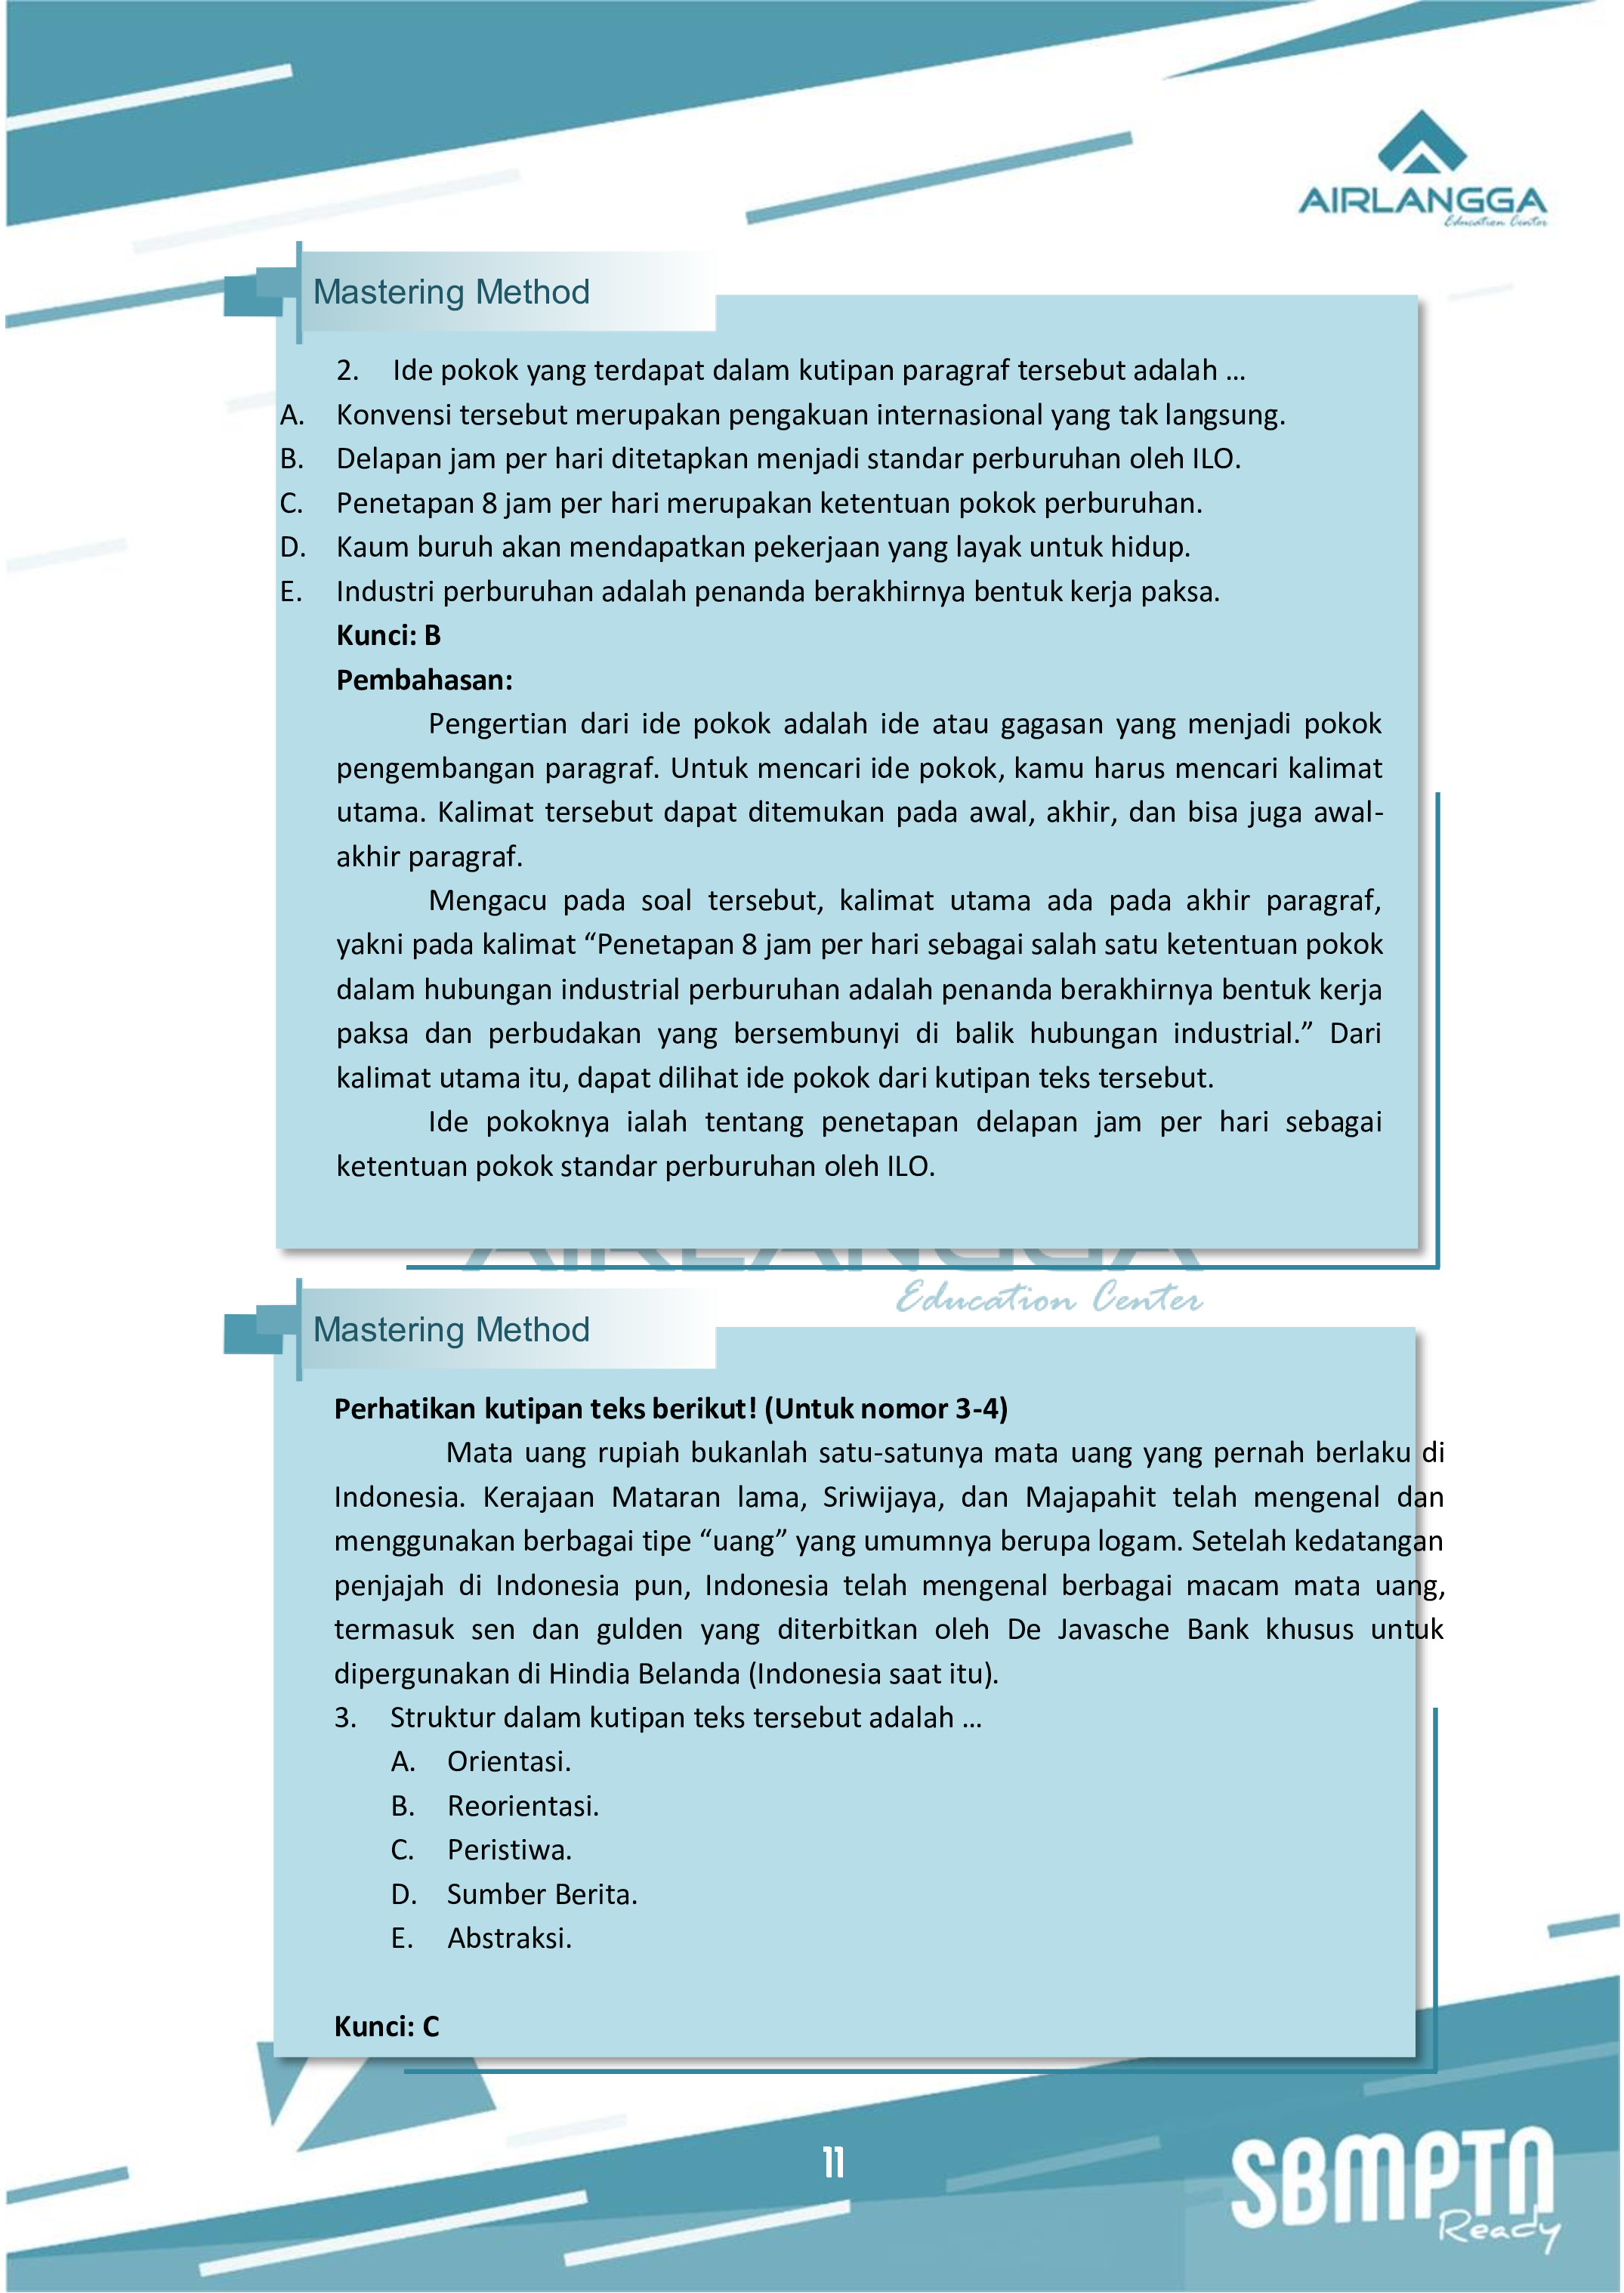 AIRLANGGA
Education Center
Mastering Method
2. Ide pokok yang terdapat dalam kutipan paragraf tersebut adalah ...
A. Konvensi tersebut merupakan pengakuan internasional yang tak langsung.
B. Delapan jam per hari ditetapkan menjadi standar perburuhan oleh ILO.
C. Penetapan 8 jam per hari merupakan ketentuan pokok perburuhan.
D. Kaum buruh akan mendapatkan pekerjaan yang layak untuk hidup.
E. Industri perburuhan adalah penanda berakhirnya bentuk kerja paksa.
Kunci: B
Pembahasan:
Pengertian dari ide pokok adalah ide atau gagasan yang menjadi pokok
pengembangan paragraf. Untuk mencari ide pokok, kamu harus mencari kalimat
utama. Kalimat tersebut dapat ditemukan pada awal, akhir, dan bisa juga awal-
akhir paragraf.
Mengacu pada soal tersebut, kalimat utama ada pada akhir paragraf,
yakni pada kalimat “Penetapan 8 jam per hari sebagai salah satu ketentuan pokok
dalam hubungan industrial perburuhan adalah penanda berakhirnya bentuk kerja
paksa dan perbudakan yang bersembunyi di balik hubungan industrial.” Dari
kalimat utama itu, dapat dilihat ide pokok dari kutipan teks tersebut.
Ide pokoknya ialah tentang penetapan delapan jam per hari sebagai
ketentuan pokok standar perburuhan oleh ILO.
AIRLANGGA
Education Center
Mastering Method
Perhatikan kutipan teks berikut! (Untuk nomor 3-4)
Mata uang rupiah bukanlah satu-satunya mata uang yang pernah berlaku di
Indonesia. Kerajaan Mataran lama, Sriwijaya, dan Majapahit telah mengenal dan
menggunakan berbagai tipe “uang” yang umumnya berupa logam. Setelah kedatangan
penjajah di Indonesia pun, Indonesia telah mengenal berbagai macam mata uang,
termasuk sen dan gulden yang diterbitkan oleh De Javasche Bank khusus untuk
dipergunakan di Hindia Belanda (Indonesia saat itu).
3. Struktur dalam kutipan teks tersebut adalah ...
A. Orientasi.
B. Reorientasi.
C. Peristiwa.
D. Sumber Berita.
E. Abstraksi.
Kunci: C
11
SBMPTN
Ready